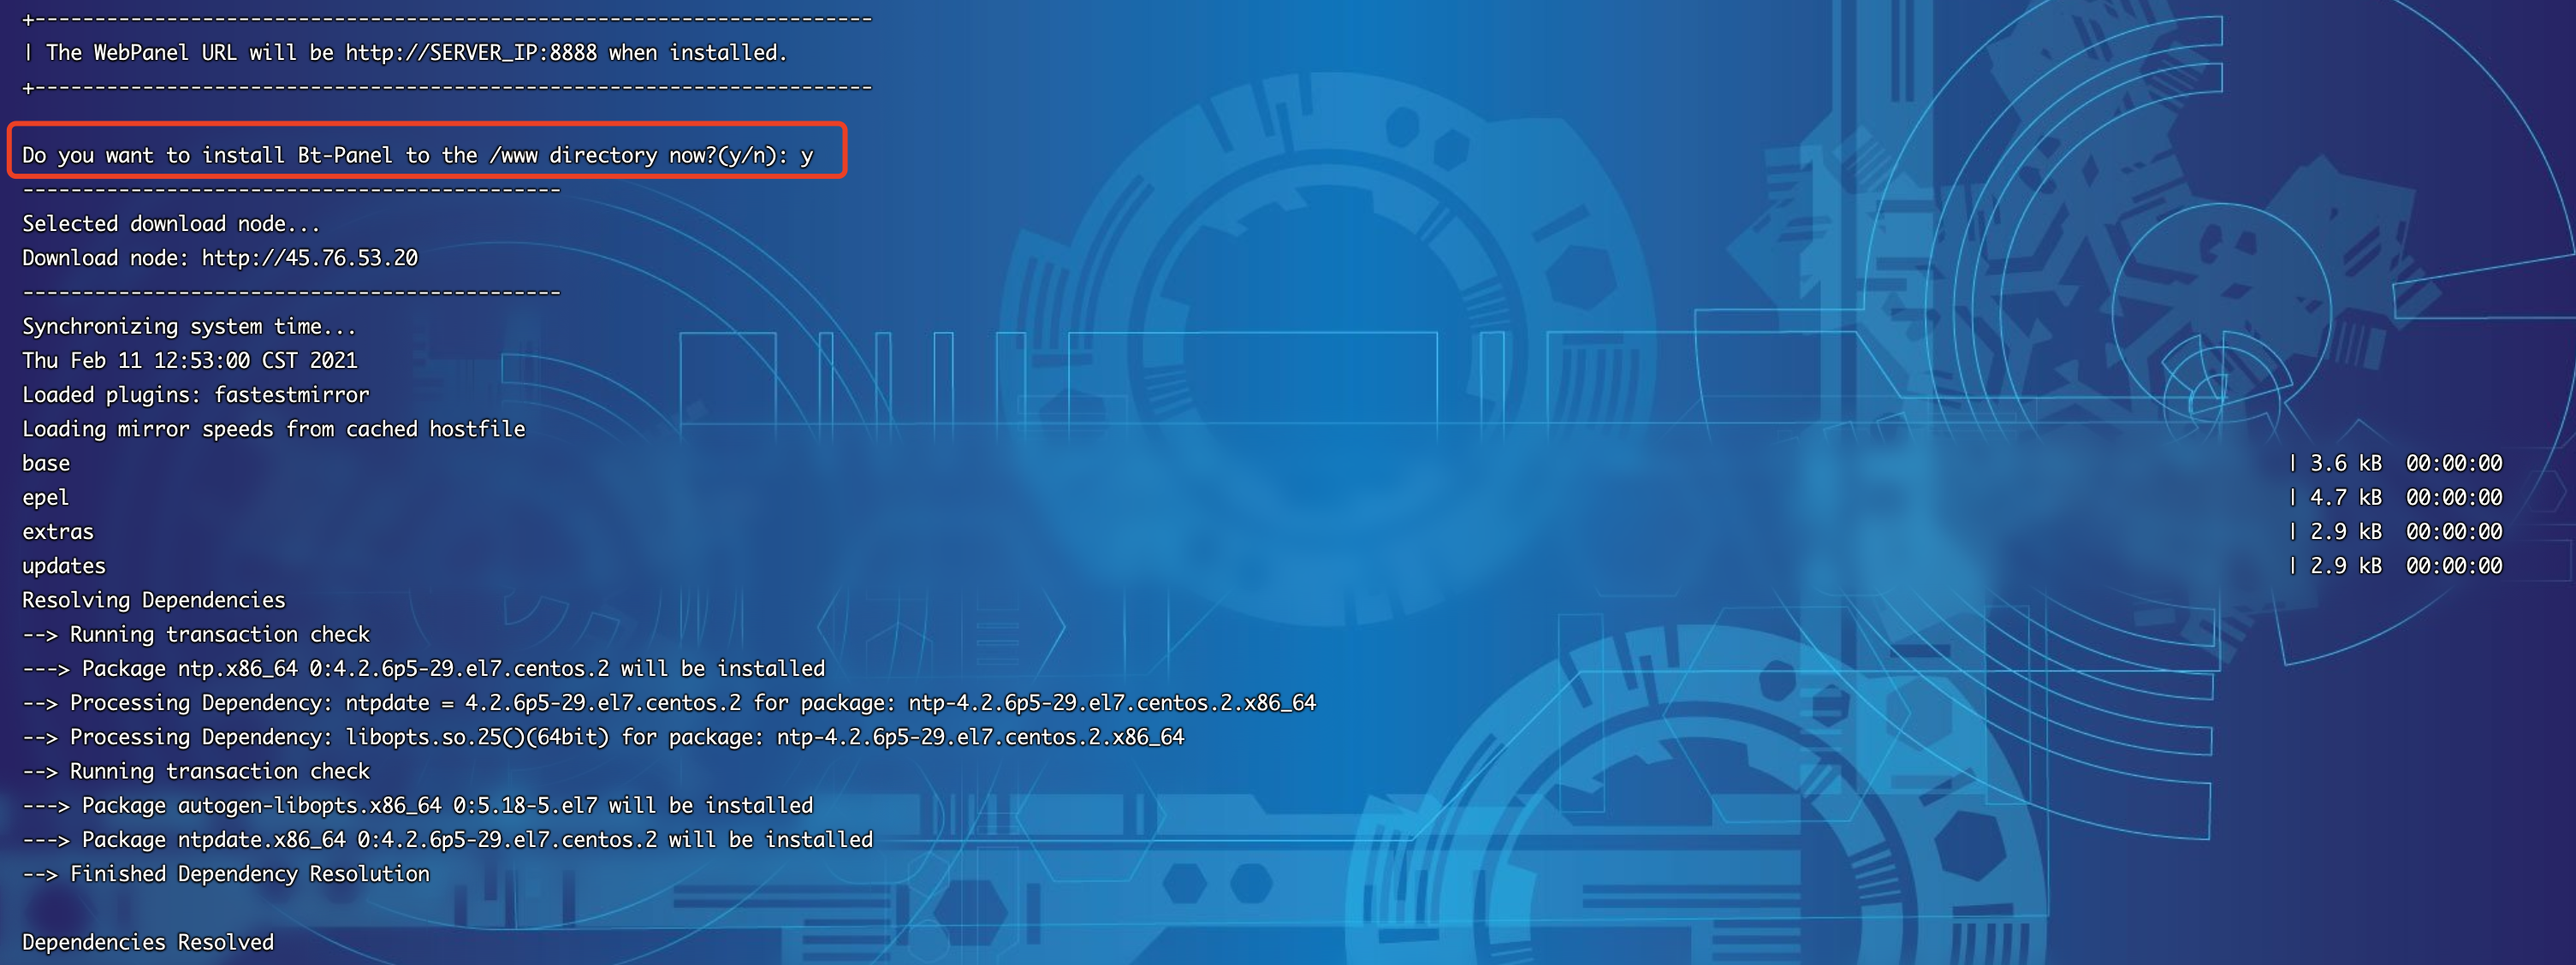 +----------------------------------------------------------------------
| The WebPanel URL will be http://SERVER_IP:8888 when installed.
+----------------------------------------------------------------------
Do you want to install Bt-Panel to the /www directory now?(y/n): y
---------------------------------------------
Selected download node...
Download node: http://45.76.53.20
---------------------------------------------
Synchronizing system time...
Thu Feb 11 12:53:00 CST 2021
Loaded plugins: fastestmirror
Loading mirror speeds from cached hostfile
base | 3.6 kB 00:00:00
epel | 4.7 kB 00:00:00
extras | 2.9 kB 00:00:00
updates | 2.9 kB 00:00:00
Resolving Dependencies
--> Running transaction check
---> Package ntp.x86_64 0:4.2.6p5-29.el7.centos.2 will be installed
--> Processing Dependency: ntpdate = 4.2.6p5-29.el7.centos.2 for package: ntp-4.2.6p5-29.el7.centos.2.x86_64
--> Processing Dependency: libopts.so.25()(64bit) for package: ntp-4.2.6p5-29.el7.centos.2.x86_64
--> Running transaction check
---> Package autogen-libopts.x86_64 0:5.18-5.el7 will be installed
---> Package ntpdate.x86_64 0:4.2.6p5-29.el7.centos.2 will be installed
--> Finished Dependency Resolution
Dependencies Resolved